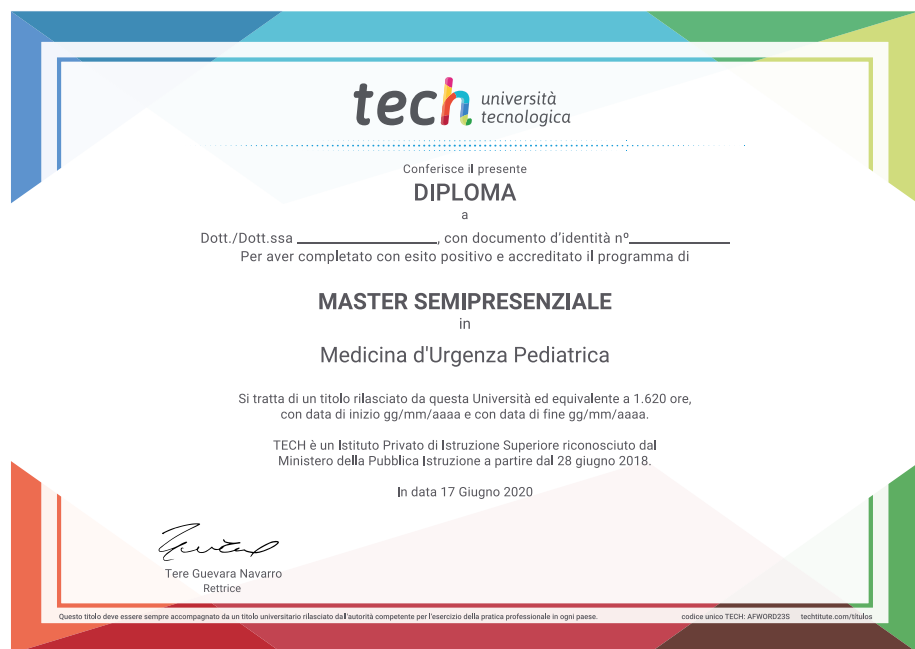 tech università
tecnologica
Conferisce il presente
DIPLOMA
a
Dott./Dott.ssa ____________________, con documento d'identità nº______________
Per aver completato con esito positivo e accreditato il programma di
MASTER SEMIPRESENZIALE
in
Medicina d'Urgenza Pediatrica
Si tratta di un titolo rilasciato da questa Università ed equivalente a 1.620 ore,
con data di inizio gg/mm/aaaa e con data di fine gg/mm/aaaa.
TECH è un Istituto Privato di Istruzione Superiore riconosciuto dal
Ministero della Pubblica Istruzione a partire dal 28 giugno 2018.
In data 17 Giugno 2020
Tere Guevara Navarro
Rettrice
Questo titolo deve essere sempre accompagnato da un titolo universitario rilasciato dall'autorità competente per l'esercizio della pratica professionale in ogni paese. codice unico TECH: AFWORD23S techtitute.com/titulos